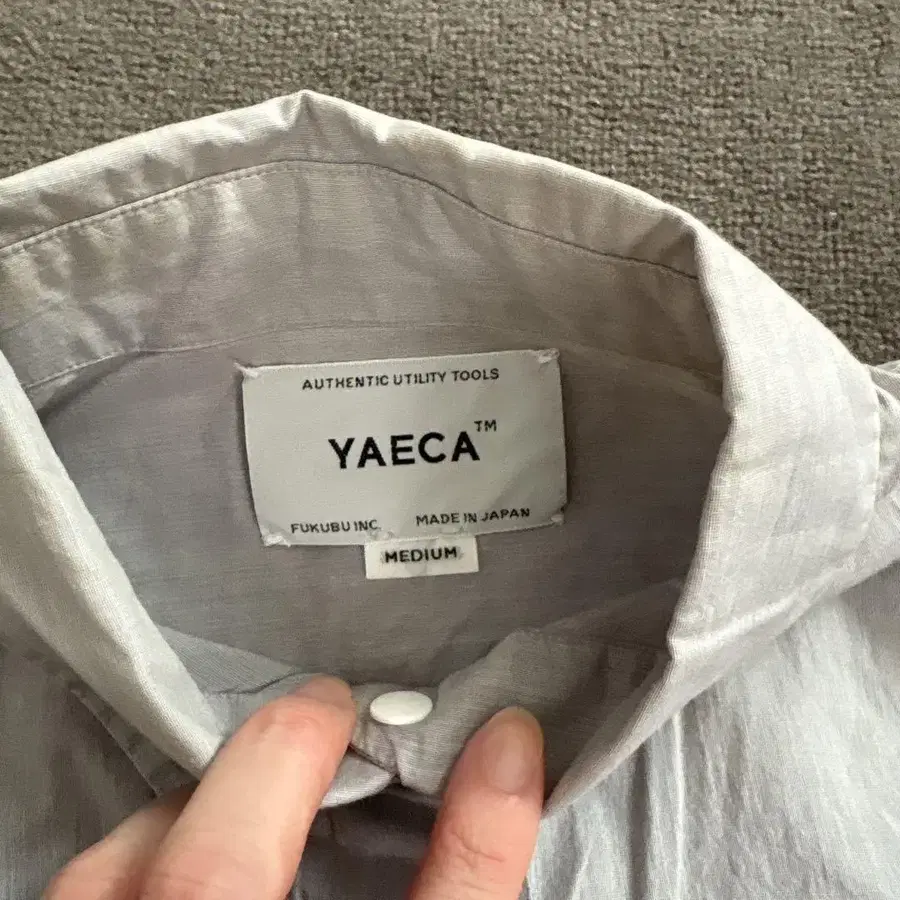 AUTHENTIC UTILITY TOOLS
YAECA™
FUKUBU INC. MADE IN JAPAN
MEDIUM